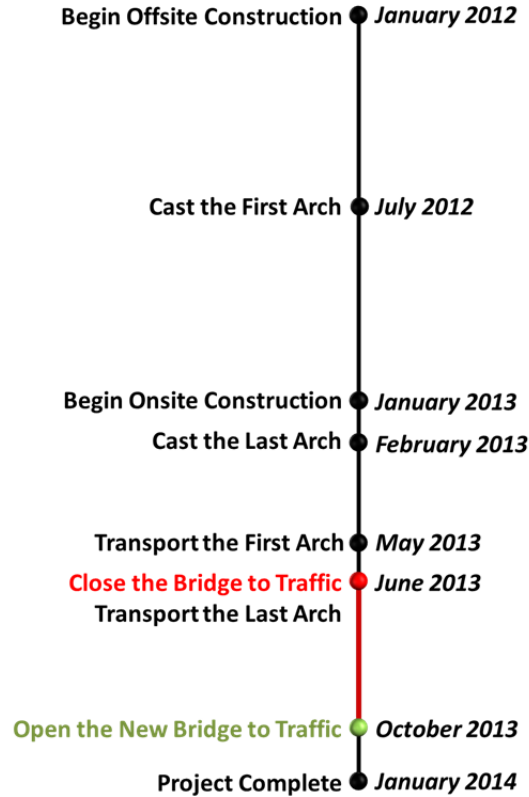 Begin Offsite Construction January 2012
Cast the First Arch July 2012
Begin Onsite Construction January 2013
Cast the Last Arch February 2013
Transport the First Arch May 2013
Close the Bridge to Traffic June 2013
Transport the Last Arch
Open the New Bridge to Traffic October 2013
Project Complete January 2014